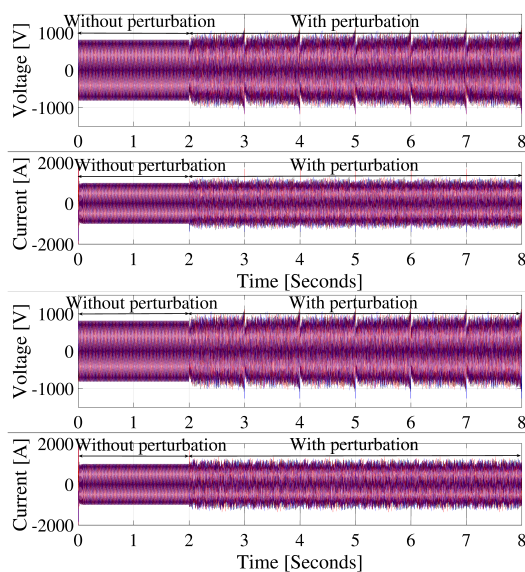 Without perturbation With perturbation
Voltage [V]
1000
0
-1000
0 1 2 3 4 5 6 7 8
Without perturbation With perturbation
Current [A]
2000
0
-2000
0 1 2 3 4 5 6 7 8
Time [Seconds]
Without perturbation With perturbation
Voltage [V]
1000
0
-1000
0 1 2 3 4 5 6 7 8
Without perturbation With perturbation
Current [A]
2000
0
-2000
0 1 2 3 4 5 6 7 8
Time [Seconds]